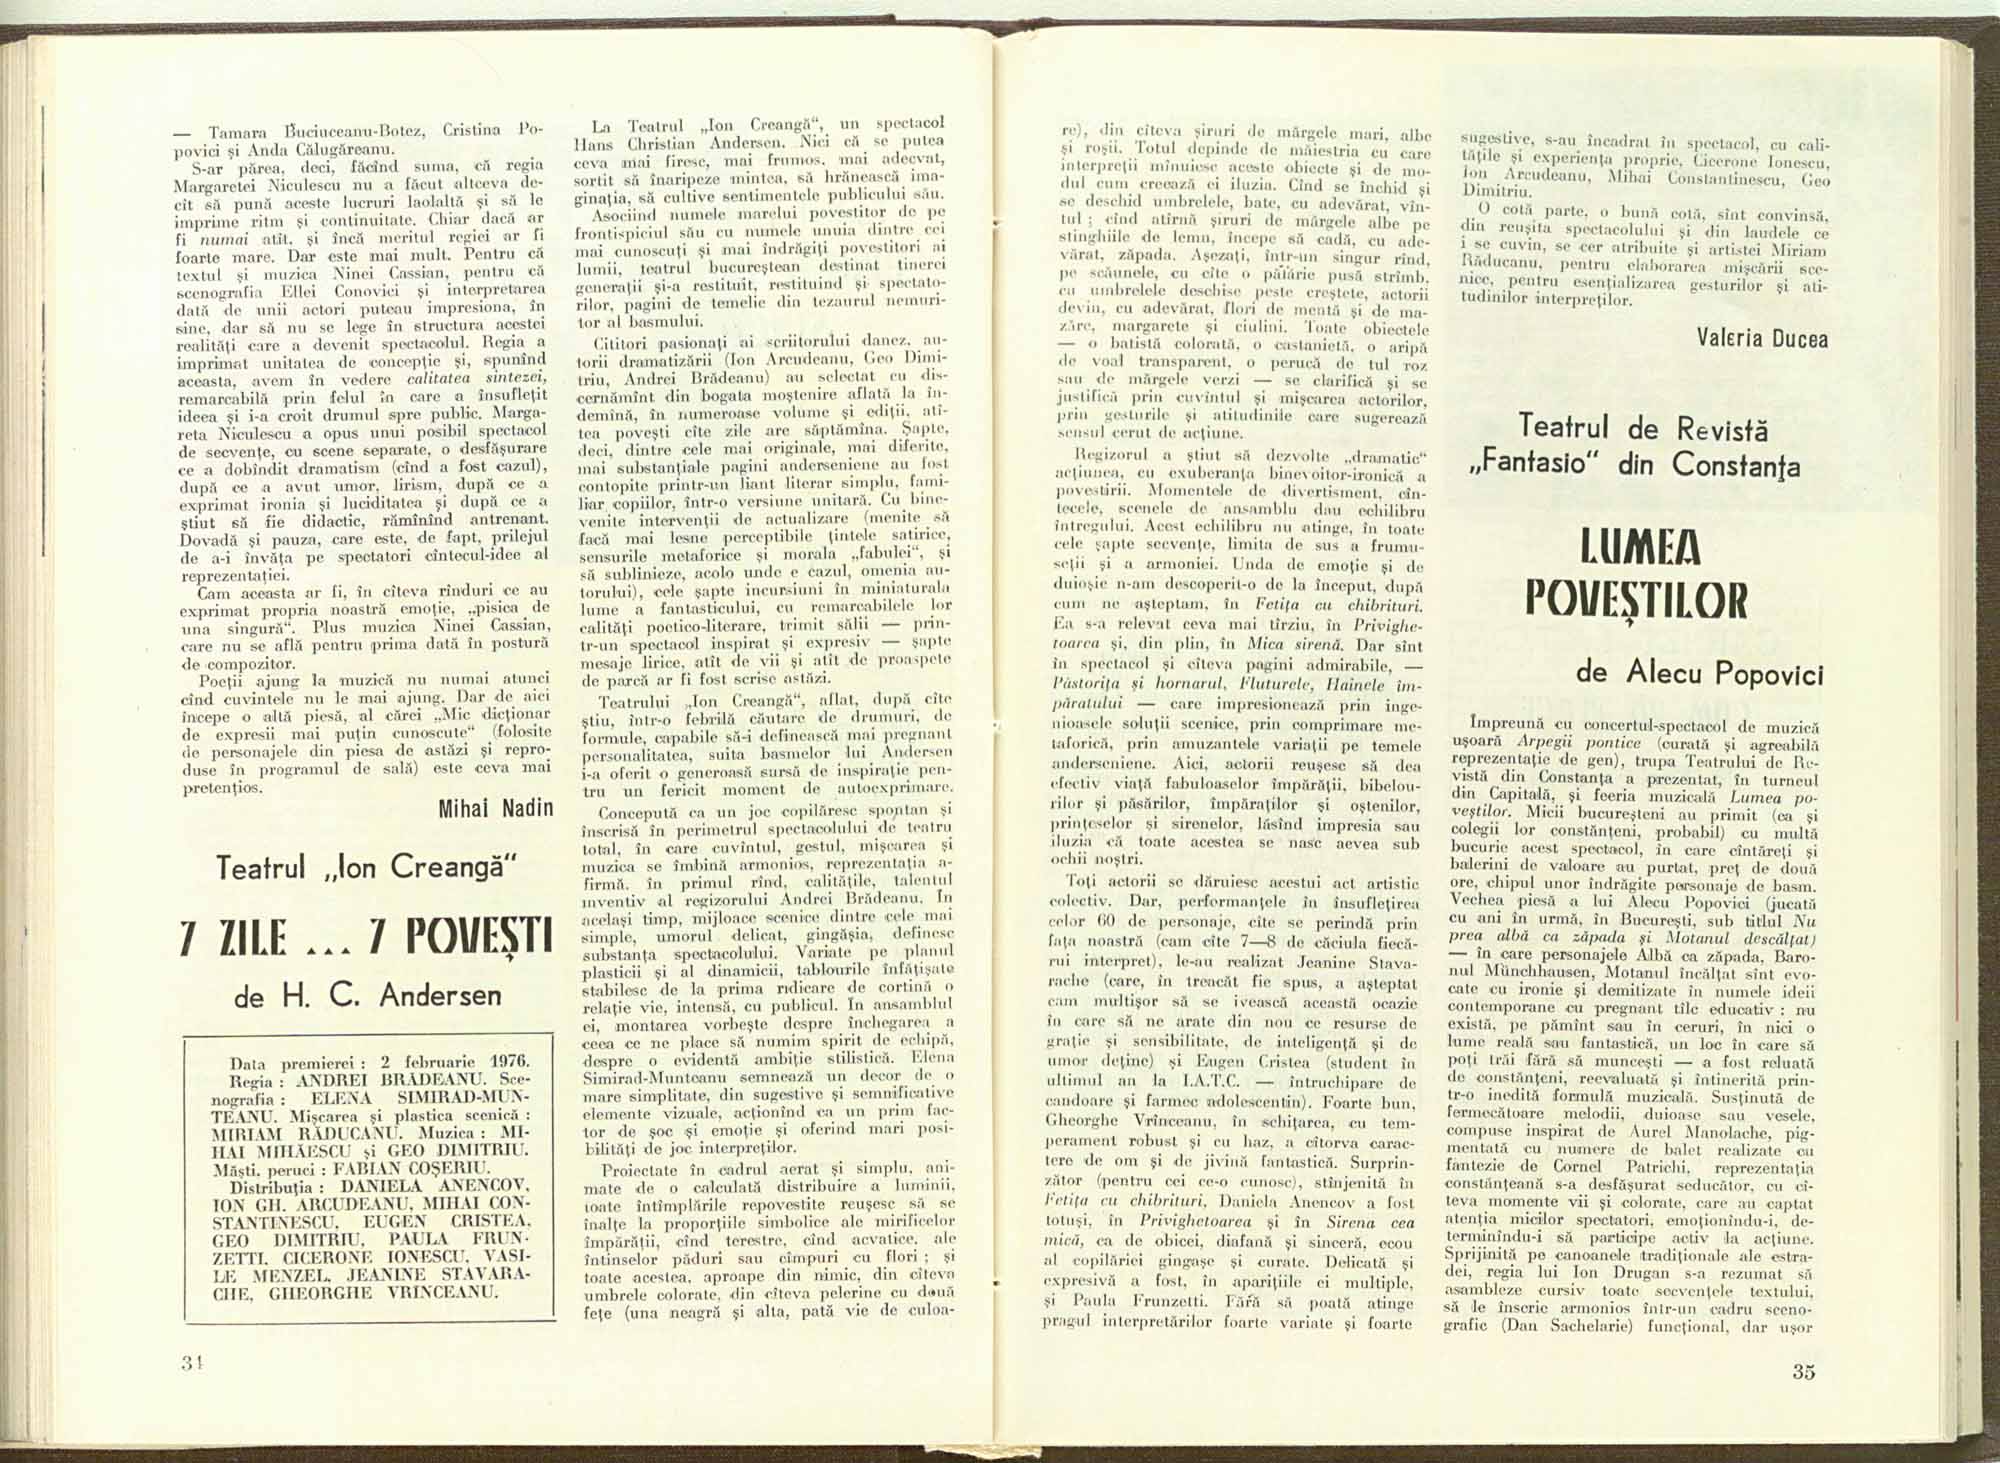 — Tamara Buciuceanu-Botez, Cristina Po-
povici și Anda Călugăreanu.
S-ar părea, deci, făcînd suma, că regia
Margaretei Niculescu nu a făcut altceva de-
cît să pună aceste lucruri laolaltă și să le
imprime ritm și continuitate. Chiar dacă ar
fi numai atît, și încă meritul regiei ar fi
foarte mare. Dar este mai mult. Pentru că
textul și muzica Ninei Cassian, pentru că
scenografia Ellei Conovici și interpretarea
dată de unii actori puteau impresiona, în
sine, dar să nu se lege în structura acestei
realități care a devenit spectacolul. Regia a
imprimat unitatea de concepție și, spunînd
aceasta, avem în vedere calitatea sintezei,
remarcabilă prin felul în care a însuflețit
ideea și i-a croit drumul spre public. Marga-
reta Niculescu a opus unui posibil spectacol
de secvențe, cu scene separate, o desfășurare
ce a dobîndit dramatism (cînd a fost cazul),
după ce a avut umor, lirism, după ce a
exprimat ironia și luciditatea și după ce a
știut să fie didactic, rămînînd antrenant.
Dovadă și pauza, care este, de fapt, prilejul
de a-i învăța pe spectatori cîntecul-idee al
reprezentației.
Cam aceasta ar fi, în cîteva rînduri ce au
exprimat propria noastră emoție, „pisica de
una singură“. Plus muzica Ninei Cassian,
care nu se află pentru prima dată în postură
de compozitor.
Poeții ajung la muzică nu numai atunci
cînd cuvintele nu le mai ajung. Dar de aici
începe o altă piesă, al cărei „Mic dicționar
de expresii mai puțin cunoscute“ (folosite
de personajele din piesa de astăzi și repro-
duse în programul de sală) este ceva mai
pretențios.
Mihai Nadin
Teatrul „Ion Creangă“
7 ZILE ... 7 POVEȘTI
de H. C. Andersen
Data premierei : 2 februarie 1976.
Regia : ANDREI BRĂDEANU. Sce-
nografia : ELENA SIMIRAD-MUN-
TEANU. Mișcarea și plastica scenică :
MIRIAM RĂDUCANU. Muzica : MI-
HAI MIHĂESCU și GEO DIMITRIU.
Măști, peruci : FABIAN COȘERIU.
Distribuția : DANIELA ANENCOV,
ION GH. ARCUDEANU, MIHAI CON-
STANTINESCU, EUGEN CRISTEA,
GEO DIMITRIU, PAULA FRUN-
ZETTI, CICERONE IONESCU, VASI-
LE MENZEL, JEANINE STAVARA-
CHE, GHEORGHE VRÎNCEANU.
34
La Teatrul „Ion Creangă“, un spectacol
Hans Christian Andersen. Nici că se putea
ceva mai firesc, mai frumos, mai adecvat,
sortit să înaripeze mintea, să hrănească ima-
ginația, să cultive sentimentele publicului său.
Asociind numele marelui povestitor de pe
frontispiciul său cu numele unuia dintre cei
mai cunoscuți și mai îndrăgiți povestitori ai
lumii, teatrul bucureștean destinat tinerei
generații și-a restituit, restituind și spectato-
rilor, pagini de temelie din tezaurul nemuri-
tor al basmului.
Cititori pasionați ai scriitorului danez, au-
torii dramatizării (Ion Arcudeanu, Geo Dimi-
triu, Andrei Brădeanu) au selectat cu dis-
cernămînt din bogata moștenire aflată la în-
demînă, în numeroase volume și ediții, atî-
tea povești cîte zile are săptămîna. Șapte,
deci, dintre cele mai originale, mai diferite,
mai substanțiale pagini anderseniene au fost
contopite printr-un liant literar simplu, fami-
liar copiilor, într-o versiune unitară. Cu bine-
venite intervenții de actualizare (menite să
facă mai lesne perceptibile țintele satirice,
sensurile metaforice și morala „fabulei“, și
să sublinieze, acolo unde e cazul, omenia au-
torului), cele șapte incursiuni în miniaturala
lume a fantasticului, cu remarcabilele lor
calități poetico-literare, trimit sălii — prin-
tr-un spectacol inspirat și expresiv — șapte
mesaje lirice, atît de vii și atît de proaspete
de parcă ar fi fost scrise astăzi.
Teatrului „Ion Creangă“, aflat, după cîte
știu, într-o febrilă căutare de drumuri, de
formule, capabile să-i definească mai pregnant
personalitatea, suita basmelor lui Andersen
i-a oferit o generoasă sursă de inspirație pen-
tru un fericit moment de autoexprimare.
Concepută ca un joc copilăresc spontan și
înscrisă în perimetrul spectacolului de teatru
total, în care cuvîntul, gestul, mișcarea și
muzica se îmbină armonios, reprezentația a-
firmă, în primul rînd, calitățile, talentul
inventiv al regizorului Andrei Brădeanu. În
același timp, mijloace scenice dintre cele mai
simple, umorul delicat, gingășia, definesc
substanța spectacolului. Variate pe planul
plasticii și al dinamicii, tablourile înfățișate
stabilesc de la prima ridicare de cortină o
relație vie, intensă, cu publicul. În ansamblul
ei, montarea vorbește despre închegarea a
ceea ce ne place să numim spirit de echipă,
despre o evidentă ambiție stilistică. Elena
Simirad-Munteanu semnează un decor de o
mare simplitate, din sugestive și semnificative
elemente vizuale, acționînd ca un prim fac-
tor de șoc și emoție și oferind mari posi-
bilități de joc interpreților.
Proiectate în cadrul aerat și simplu, ani-
mate de o calculată distribuire a luminii,
toate întîmplările repovestite reușesc să se
înalțe la proporțiile simbolice ale mirificelor
împărății, cînd terestre, cînd acvatice, ale
întinselor păduri sau cîmpuri cu flori ; și
toate acestea, aproape din nimic, din cîteva
umbrele colorate, din cîteva pelerine cu două
fețe (una neagră și alta, pată vie de culoa-
re), din cîteva șiruri de mărgele mari, albe
și roșii. Totul depinde de măiestria cu care
interpreții mînuiesc aceste obiecte și de mo-
dul cum creează ei iluzia. Cînd se închid și
se deschid umbrelele, bate, cu adevărat, vîn-
tul ; cînd atîrnă șiruri de mărgele albe pe
stinghiile de lemn, începe să cadă, cu ade-
vărat, zăpada. Așezați, într-un singur rînd,
pe scăunele, cu cîte o pălărie pusă strîmb,
cu umbrelele deschise peste creștete, actorii
devin, cu adevărat, flori de mentă și de ma-
zăre, margarete și ciulini. Toate obiectele
— o batistă colorată, o castanietă, o aripă
de voal transparent, o perucă de tul roz
sau de mărgele verzi — se clarifică și se
justifică prin cuvîntul și mișcarea actorilor,
prin gesturile și atitudinile care sugerează
sensul cerut de acțiune.
Regizorul a știut să dezvolte „dramatic“
acțiunea, cu exuberanța binevoitor-ironică a
povestirii. Momentele de divertisment, cîn-
tecele, scenele de ansamblu dau echilibru
întregului. Acest echilibru nu atinge, în toate
cele șapte secvențe, limita de sus a frumu-
seții și a armoniei. Unda de emoție și de
duioșie n-am descoperit-o de la început, după
cum ne așteptam, în Fetița cu chibrituri.
Ea s-a relevat ceva mai tîrziu, în Privighe-
toarea și, din plin, în Mica sirenă. Dar sînt
în spectacol și cîteva pagini admirabile, —
Păstorița și hornarul, Fluturele, Hainele îm-
păratului — care impresionează prin inge-
nioasele soluții scenice, prin comprimare me-
taforică, prin amuzantele variații pe temele
anderseniene. Aici, actorii reușesc să dea
efectiv viață fabuloaselor împărății, bibelou-
rilor și păsărilor, împăraților și oștenilor,
prințeselor și sirenelor, lăsînd impresia sau
iluzia că toate acestea se nasc aevea sub
ochii noștri.
Toți actorii se dăruiesc acestui act artistic
colectiv. Dar, performanțele în însuflețirea
celor 60 de personaje, cîte se perindă prin
fața noastră (cam cîte 7—8 de căciula fiecă-
rui interpret), le-au realizat Jeanine Stava-
rache (care, în treacăt fie spus, a așteptat
cam multișor să se ivească această ocazie
în care să ne arate din nou ce resurse de
grație și sensibilitate, de inteligență și de
umor deține) și Eugen Cristea (student în
ultimul an la I.A.T.C. — întruchipare de
candoare și farmec adolescentin). Foarte bun,
Gheorghe Vrînceanu, în schițarea, cu tem-
perament robust și cu haz, a cîtorva carac-
tere de om și de jivină fantastică. Surprin-
zător (pentru cei ce-o cunosc), stînjenită în
Fetița cu chibrituri, Daniela Anencov a fost
totuși, în Privighetoarea și în Sirena cea
mică, ca de obicei, diafană și sinceră, ecou
al copilăriei gingașe și curate. Delicată și
expresivă a fost, în aparițiile ei multiple,
și Paula Frunzetti. Fără să poată atinge
pragul interpretărilor foarte variate și foarte
sugestive, s-au încadrat în spectacol, cu cali-
tățile și experiența proprie, Cicerone Ionescu,
Ion Arcudeanu, Mihai Constantinescu, Geo
Dimitriu.
O cotă parte, o bună cotă, sînt convinsă,
din reușita spectacolului și din laudele ce
i se cuvin, se cer atribuite și artistei Miriam
Răducanu, pentru elaborarea mișcării sce-
nice, pentru esențializarea gesturilor și ati-
tudinilor interpreților.
Valeria Ducea
Teatrul de Revistă
„Fantasio“ din Constanța
LUMEA
POVEȘTILOR
de Alecu Popovici
Împreună cu concertul-spectacol de muzică
ușoară Arpegii pontice (curată și agreabilă
reprezentație de gen), trupa Teatrului de Re-
vistă din Constanța a prezentat, în turneul
din Capitală, și feeria muzicală Lumea po-
veștilor. Micii bucureșteni au primit (ca și
colegii lor constănțeni, probabil) cu multă
bucurie acest spectacol, în care cîntăreți și
balerini de valoare au purtat, preț de două
ore, chipul unor îndrăgite personaje de basm.
Vechea piesă a lui Alecu Popovici (jucată
cu ani în urmă, în București, sub titlul Nu
prea albă ca zăpada și Motanul descălțat)
— în care personajele Albă ca zăpada, Baro-
nul Münchhausen, Motanul încălțat sînt evo-
cate cu ironie și demitizate în numele ideii
contemporane cu pregnant tîlc educativ : nu
există, pe pămînt sau în ceruri, în nici o
lume reală sau fantastică, un loc în care să
poți trăi fără să muncești — a fost reluată
de constănțeni, reevaluată și întinerită prin-
tr-o inedită formulă muzicală. Susținută de
fermecătoare melodii, duioase sau vesele,
compuse inspirat de Aurel Manolache, pig-
mentată cu numere de balet realizate cu
fantezie de Cornel Patrichi, reprezentația
constănțeană s-a desfășurat seducător, cu cî-
teva momente vii și colorate, care au captat
atenția micilor spectatori, emoționîndu-i, de-
terminîndu-i să participe activ la acțiune.
Sprijinită pe canoanele tradiționale ale estra-
dei, regia lui Ion Drugan s-a rezumat să
asambleze cursiv toate secvențele textului,
să le înscrie armonios într-un cadru sceno-
grafic (Dan Sachelarie) funcțional, dar ușor
35